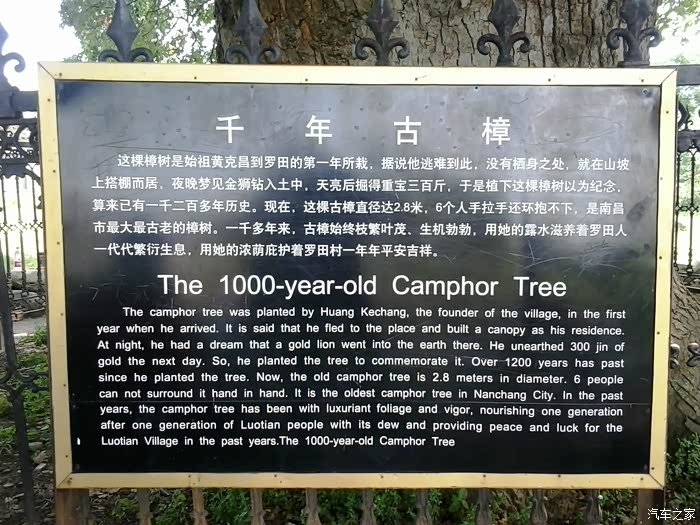 千年古樟
这棵樟树是始祖黄克昌到罗田的第一年所栽，据说他逃难到此，没有栖身之处，就在山坡
上搭棚而居，夜晚梦见金狮钻入土中，天亮后掘得重宝三百斤，于是植下这棵樟树以为纪念，
算来已有一千二百多年历史。现在，这棵古樟直径达2.8米，6个人手拉手还环抱不下，是南昌
市最大最古老的樟树。一千多年来，古樟她终枝繁叶茂、生机勃勃，用她的露水滋养着罗田人
一代代繁衍生息，用她的浓荫庇护着罗田村一年年平安吉祥。
The 1000-year-old Camphor Tree
The camphor tree was planted by Huang Kechang, the founder of the village, in the first
year when he arrived. It is said that he fled to the place and built a canopy as his residence.
At night, he had a dream that a gold lion went into the earth there. He unearthed 300 jin of
gold the next day. So, he planted the tree to commemorate it. Over 1200 years has past
since he planted the tree. Now, the old camphor tree is 2.8 meters in diameter. 6 people
can not surround it hand in hand. It is the oldest camphor tree in Nanchang City. In the past
years, the camphor tree has been with luxuriant foliage and vigor, nourishing one generation
after one generation of Luotian people with its dew and providing peace and luck for the
Luotian Village in the past years.The 1000-year-old Camphor Tree
汽车之家